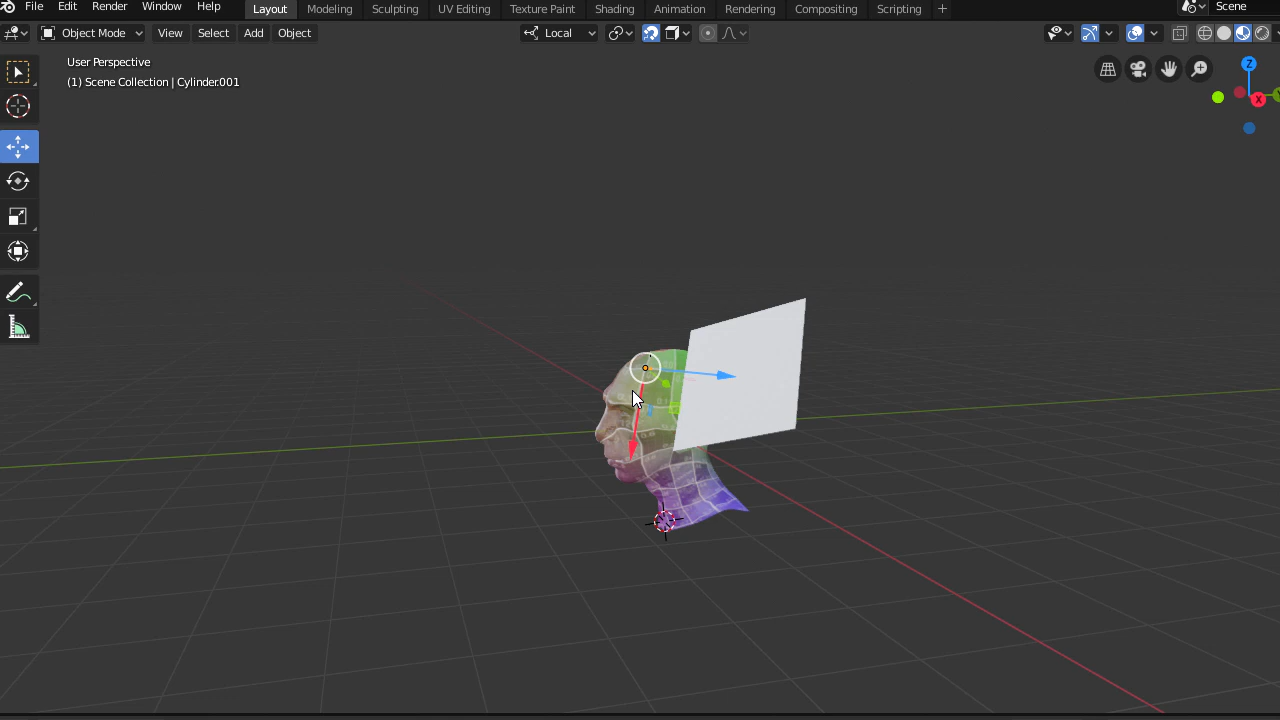 File Edit Render Window Help Layout Modeling Sculpting UV Editing Texture Paint Shading Animation Rendering Compositing Scripting + Scene
Object Mode View Select Add Object Local
User Perspective
(1) Scene Collection | Cylinder.001
Z
X